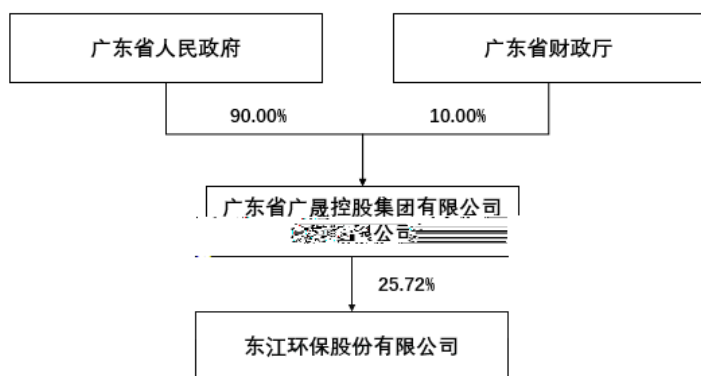 广东省人民政府
广东省财政厅
90.00%
10.00%
广东省广晟控股集团有限公司
公司
25.72%
东江环保股份有限公司